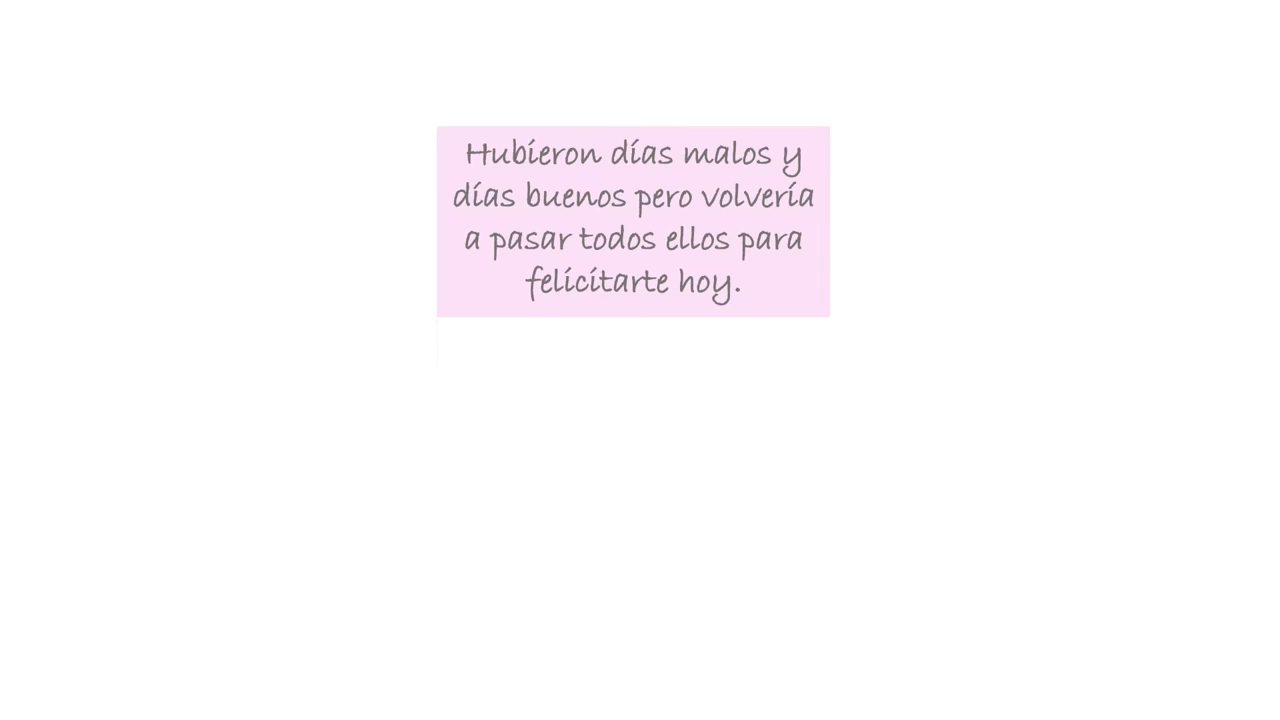 Hubieron días malos y
días buenos pero volvería
a pasar todos ellos para
felicitarte hoy.